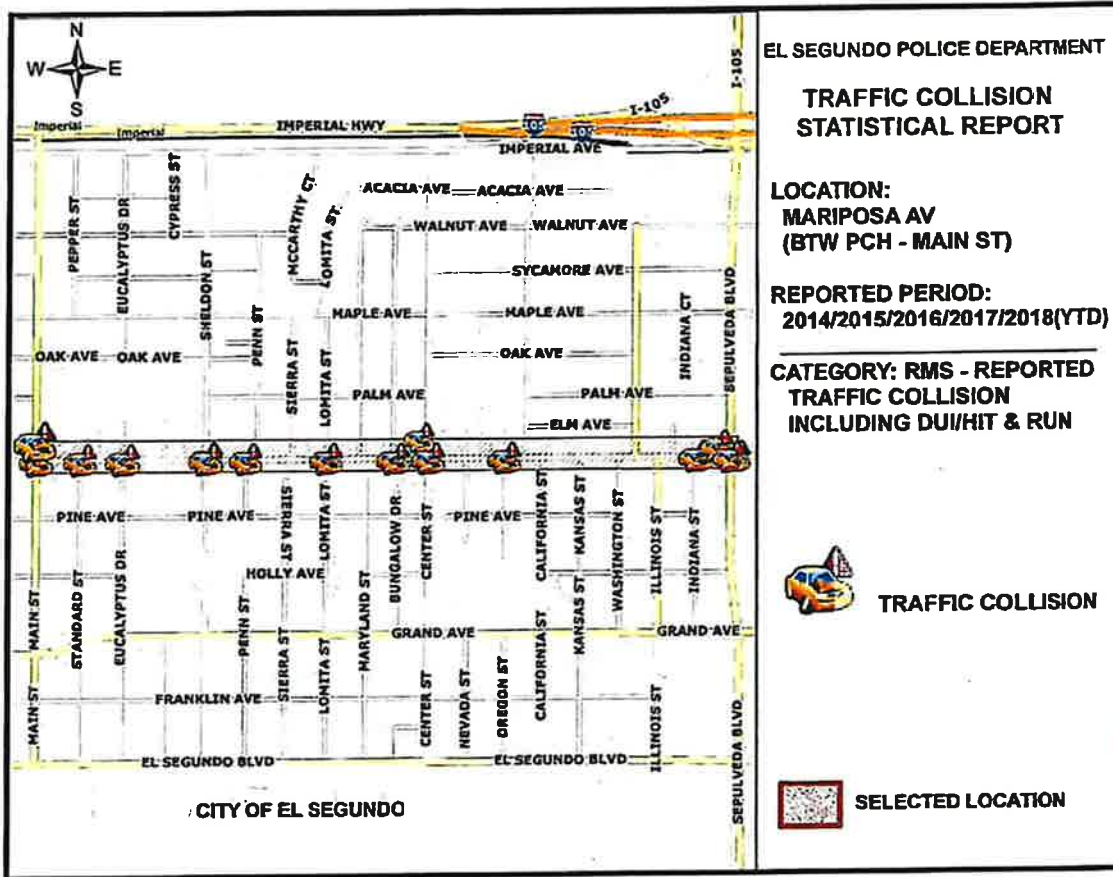 N
W E
S
I-105
I-105
Imperial
Imperial
IMPERIAL HWY
105
105
IMPERIAL AVE
ACACIA AVE
ACACIA AVE
PEPPER ST
EUCALYPTUS DR
CYPRESS ST
MCCARTHY CT
LOMITA ST
WALNUT AVE
WALNUT AVE
SHELDON ST
SYCAMORE AVE
PENN ST
SIERRA ST
LOMITA ST
MAPLE AVE
MAPLE AVE
INDIANA CT
SEPULVEDA BLVD
OAK AVE
OAK AVE
OAK AVE
PALM AVE
PALM AVE
ELM AVE
PINE AVE
PINE AVE
SIERRA ST
LOMITA ST
BUNGALOW DR
CENTER ST
PINE AVE
CALIFORNIA ST
KANSAS ST
WASHINGTON ST
ILLINOIS ST
INDIANA ST
HOLLY AVE
MAIN ST
STANDARD ST
EUCALYPTUS DR
PENN ST
SIERRA ST
MARYLAND ST
GRAND AVE
KANSAS ST
GRAND AVE
MAIN ST
FRANKLIN AVE
LOMITA ST
CENTER ST
NEVADA ST
OREGON ST
CALIFORNIA ST
ILLINOIS ST
EL SEGUNDO BLVD
EL SEGUNDO BLVD
SEPULVEDA BLVD
CITY OF EL SEGUNDO
EL SEGUNDO POLICE DEPARTMENT
TRAFFIC COLLISION
STATISTICAL REPORT
LOCATION:
MARIPOSA AV
(BTW PCH - MAIN ST)
REPORTED PERIOD:
2014/2015/2016/2017/2018(YTD)
CATEGORY: RMS - REPORTED
TRAFFIC COLLISION
INCLUDING DUI/HIT & RUN
TRAFFIC COLLISION
SELECTED LOCATION